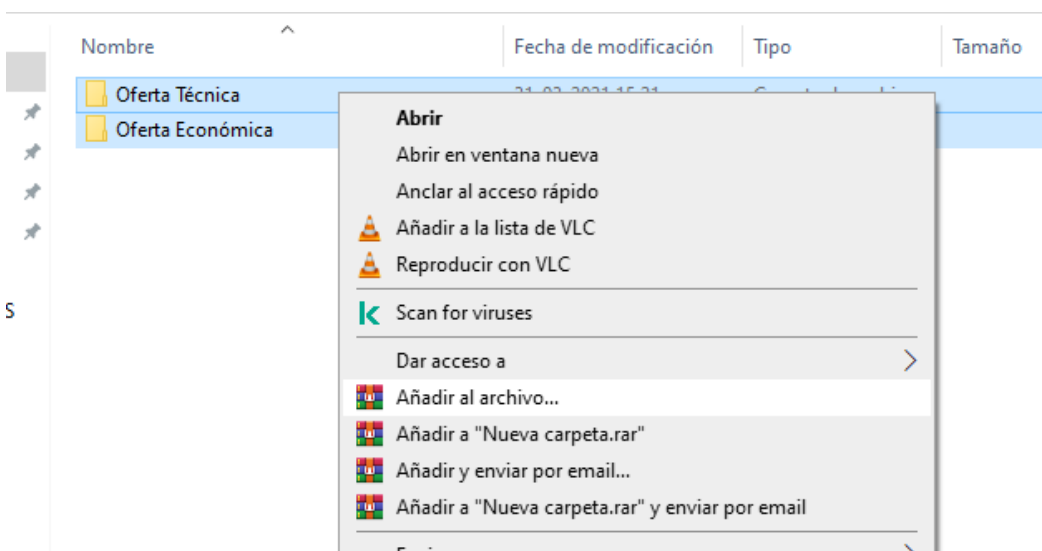 Nombre Fecha de modificación Tipo Tamaño
Oferta Técnica
Oferta Económica
Abrir
Abrir en ventana nueva
Anclar al acceso rápido
Añadir a la lista de VLC
Reproducir con VLC
S
Scan for viruses
Dar acceso a
Añadir al archivo...
Añadir a "Nueva carpeta.rar"
Añadir y enviar por email...
Añadir a "Nueva carpeta.rar" y enviar por email